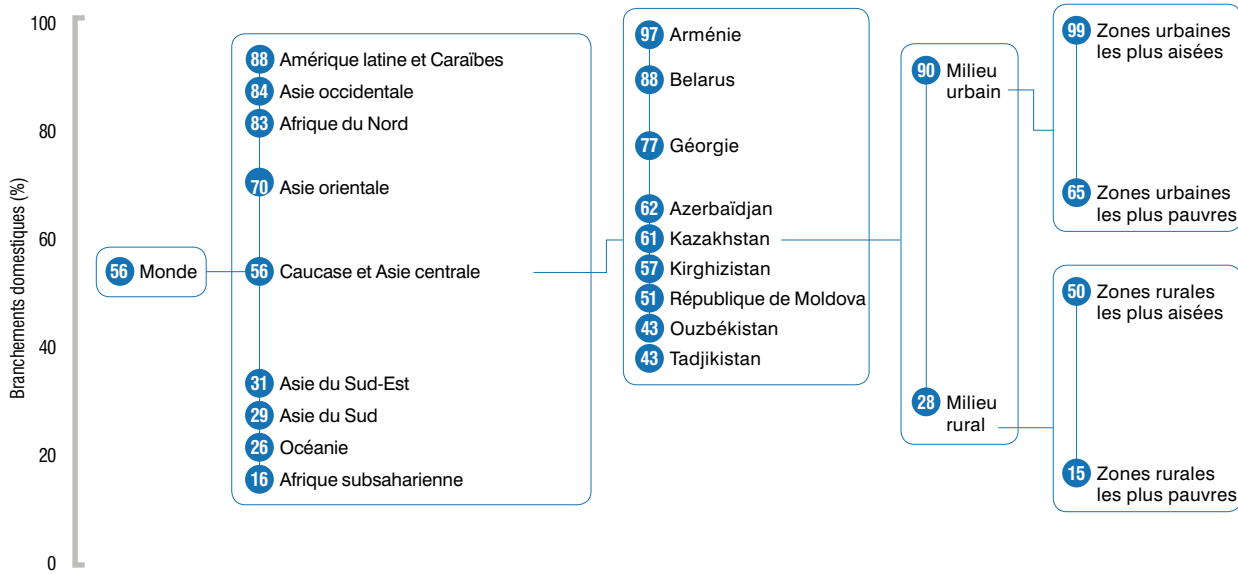 Branchements domestiques (%)
100
80
60
40
20
0
56 Monde
88 Amérique latine et Caraïbes
84 Asie occidentale
83 Afrique du Nord
70 Asie orientale
56 Caucase et Asie centrale
31 Asie du Sud-Est
29 Asie du Sud
26 Océanie
16 Afrique subsaharienne
97 Arménie
88 Belarus
77 Géorgie
62 Azerbaïdjan
61 Kazakhstan
57 Kirghizistan
51 République de Moldova
43 Ouzbékistan
43 Tadjikistan
90 Milieu
urbain
28 Milieu
rural
99 Zones urbaines
les plus aisées
65 Zones urbaines
les plus pauvres
50 Zones rurales
les plus aisées
15 Zones rurales
les plus pauvres